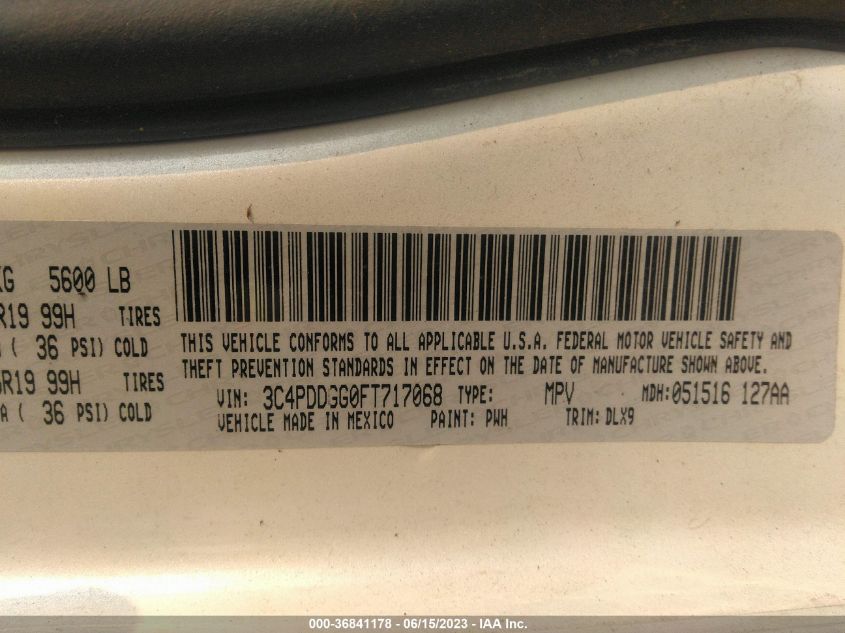 KG 5600 LB
R19 99H TIRES
( 36 PSI) COLD
R19 99H TIRES
A ( 36 PSI) COLD
THIS VEHICLE CONFORMS TO ALL APPLICABLE U.S.A. FEDERAL MOTOR VEHICLE SAFETY AND
THEFT PREVENTION STANDARDS IN EFFECT ON THE DATE OF MANUFACTURE SHOWN ABOVE.
VIN: 3C4PDDGG0FT717068 TYPE: MPV MDH: 051516 127AA
VEHICLE MADE IN MEXICO PAINT: PWH TRIM: DLX9
000-36841178 - 06/15/2023 - IAA Inc.